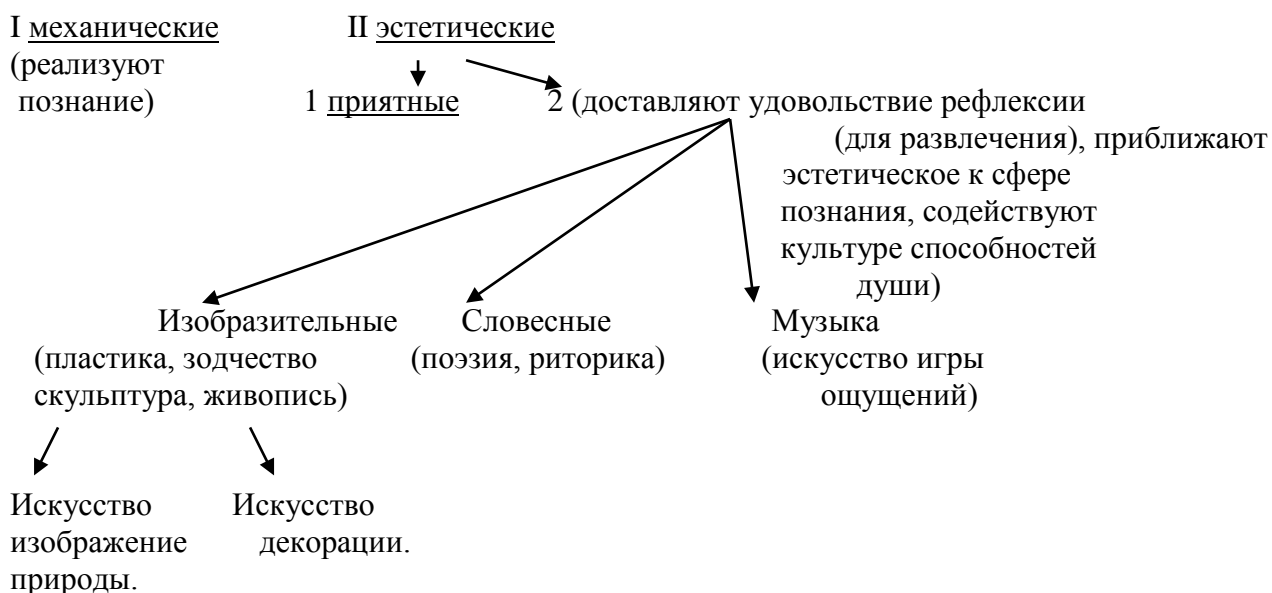 I механические II эстетические
(реализуют
познание) 1 приятные 2 (доставляют удовольствие рефлексии
(для развлечения), приближают
эстетическое к сфере
познания, содействуют
культуре способностей
души)
Изобразительные Словесные Музыка
(пластика, зодчество (поэзия, риторика) (искусство игры
скульптура, живопись) ощущений)
Искусство Искусство
изображение декорации.
природы.